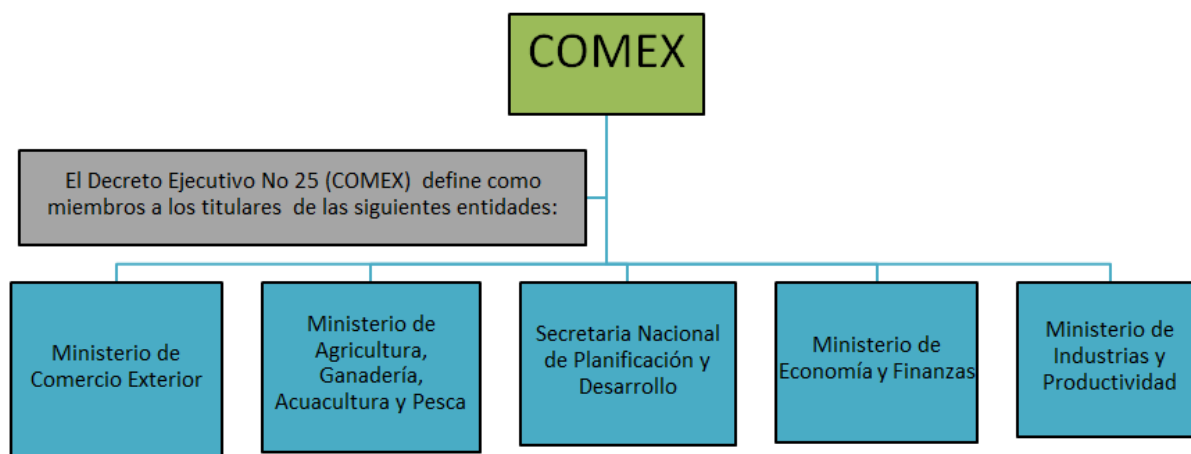 COMEX
El Decreto Ejecutivo No 25 (COMEX) define como
miembros a los titulares de las siguientes entidades:
Ministerio de
Comercio Exterior
Ministerio de
Agricultura,
Ganadería,
Acuacultura y Pesca
Secretaria Nacional
de Planificación y
Desarrollo
Ministerio de
Economía y Finanzas
Ministerio de
Industrias y
Productividad